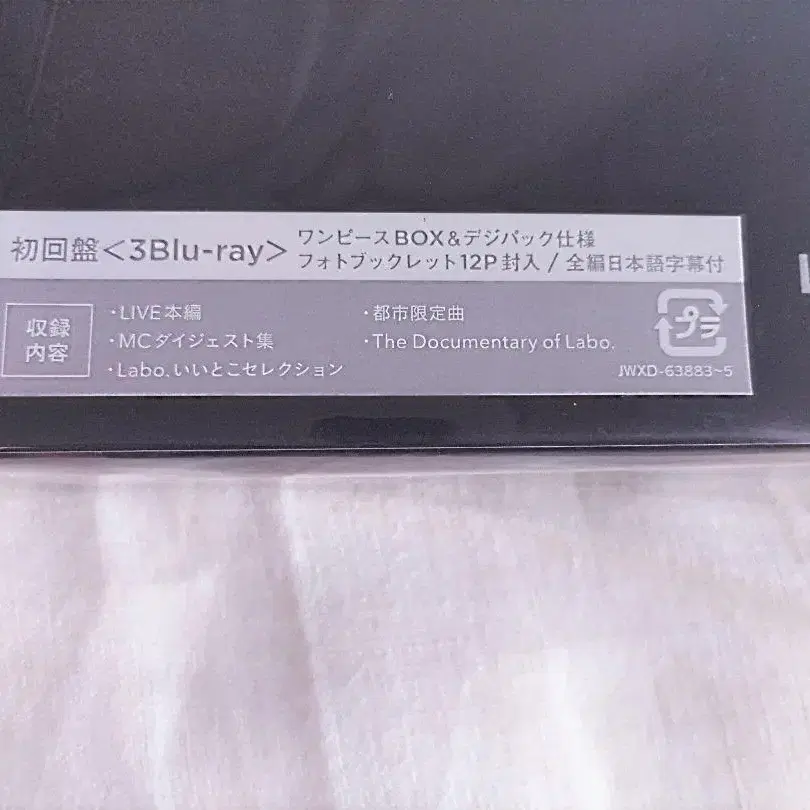 初回盤<3Blu-ray>
ワンピースBOX&デジパック仕様
フォトブックレット12P封入 / 全編日本語字幕付
収録
内容
・LIVE本編
・MCダイジェスト集
・Labo.いいとこセレクション
・都市限定曲
・The Documentary of Labo.
プラ
JWXD-63883~5